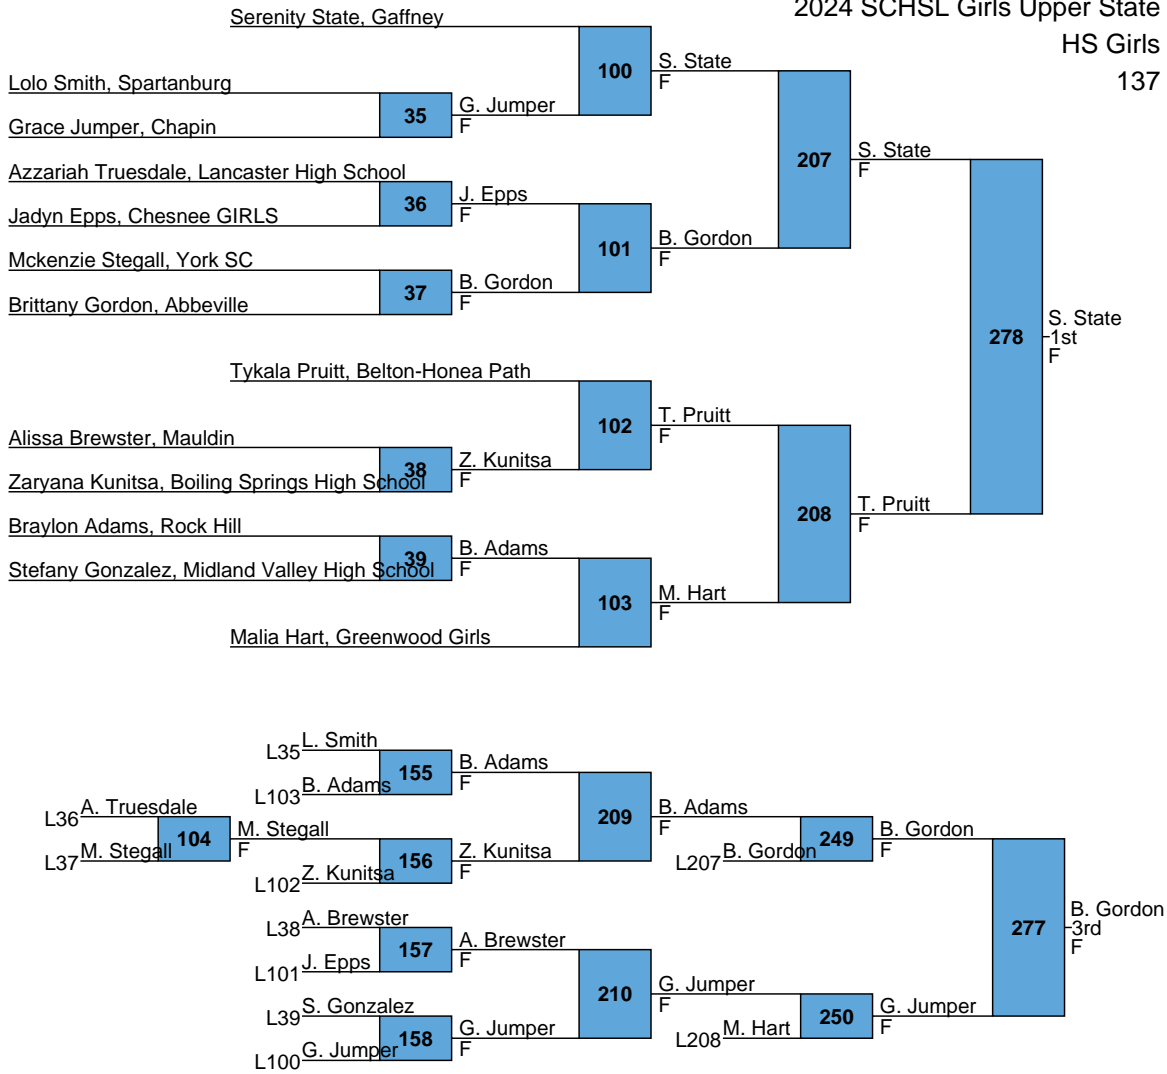 2024 SCHSL Girls Upper State
HS Girls
137
Serenity State, Gaffney
100
S. State
F
Lolo Smith, Spartanburg
35
G. Jumper
F
Grace Jumper, Chapin
207
S. State
F
Azzariah Truesdale, Lancaster High School
36
J. Epps
F
Jadyn Epps, Chesnee GIRLS
101
B. Gordon
F
Mckenzie Stegall, York SC
37
B. Gordon
F
Brittany Gordon, Abbeville
278
S. State
1st
F
Tykala Pruitt, Belton-Honea Path
102
T. Pruitt
F
Alissa Brewster, Mauldin
38
Z. Kunitsa
F
Zaryana Kunitsa, Boiling Springs High School
208
T. Pruitt
F
Braylon Adams, Rock Hill
39
B. Adams
F
Stefany Gonzalez, Midland Valley High School
103
M. Hart
F
Malia Hart, Greenwood Girls
L35
L. Smith
155
B. Adams
F
L103
B. Adams
209
B. Adams
F
L36
A. Truesdale
104
M. Stegall
F
L37
M. Stegall
156
Z. Kunitsa
F
L102
Z. Kunitsa
249
B. Gordon
F
L207
B. Gordon
L38
A. Brewster
157
A. Brewster
F
L101
J. Epps
277
B. Gordon
3rd
F
210
G. Jumper
F
L39
S. Gonzalez
158
G. Jumper
F
L100
G. Jumper
250
G. Jumper
F
L208
M. Hart